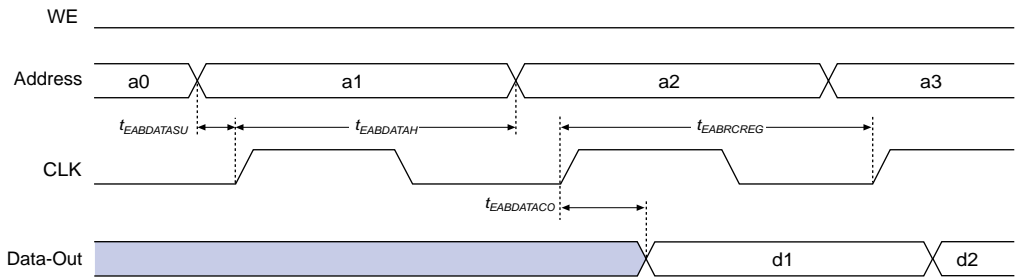 WE
Address a0 a1 a2 a3
tEABDATASU tEABDATAH tEABRCREG
CLK
tEABDATACO
Data-Out d1 d2